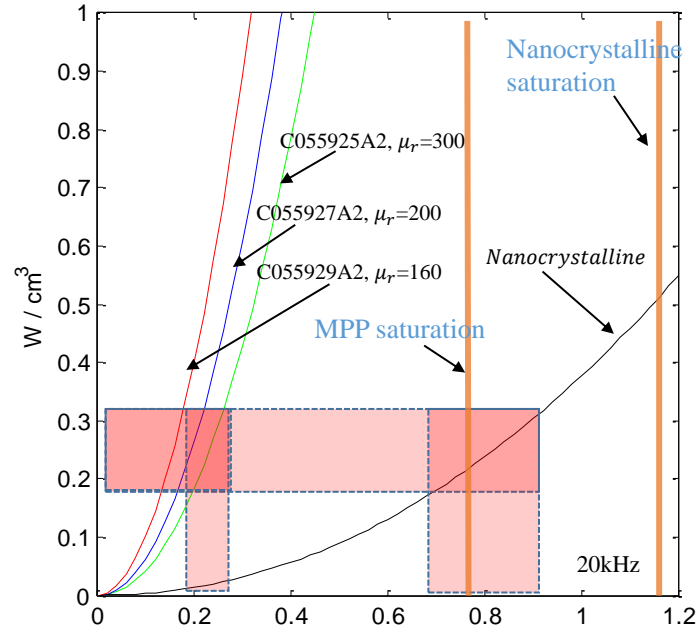 1
0.9
0.8
0.7
0.6
0.5
0.4
0.3
0.2
0.1
0
W / cm³
Nanocrystalline
saturation
C055925A2, μᵣ=300
C055927A2, μᵣ=200
Nanocrystalline
C055929A2, μᵣ=160
MPP saturation
20kHz
0
0.2
0.4
0.6
0.8
1
1.2